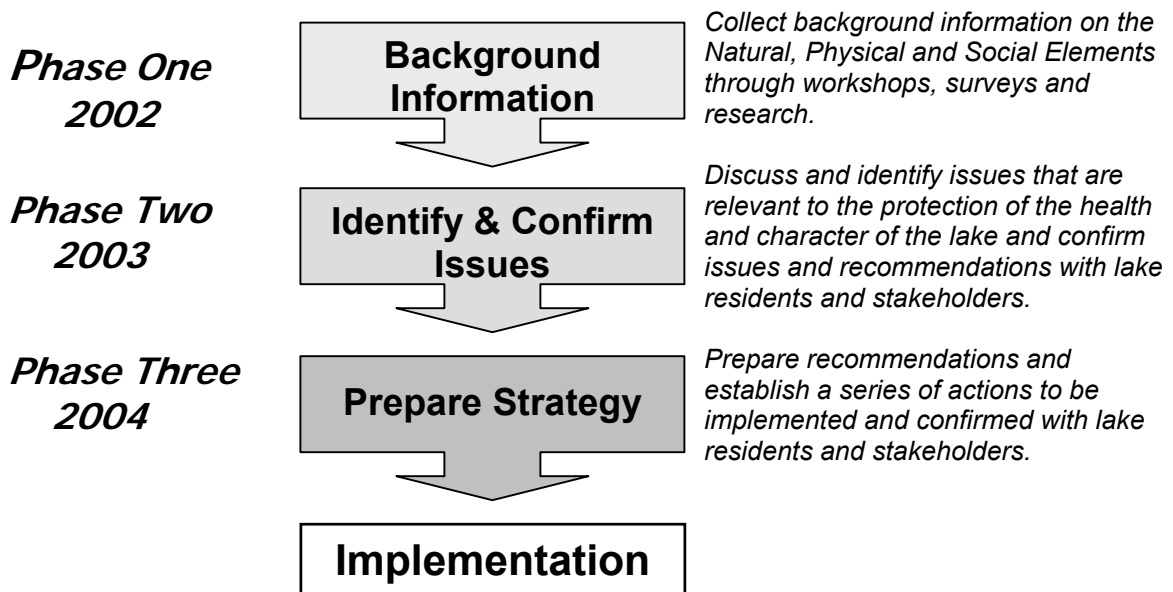 Phase One
2002
Background
Information
Collect background information on the
Natural, Physical and Social Elements
through workshops, surveys and
research.
Phase Two
2003
Identify & Confirm
Issues
Discuss and identify issues that are
relevant to the protection of the health
and character of the lake and confirm
issues and recommendations with lake
residents and stakeholders.
Phase Three
2004
Prepare Strategy
Prepare recommendations and
establish a series of actions to be
implemented and confirmed with lake
residents and stakeholders.
Implementation